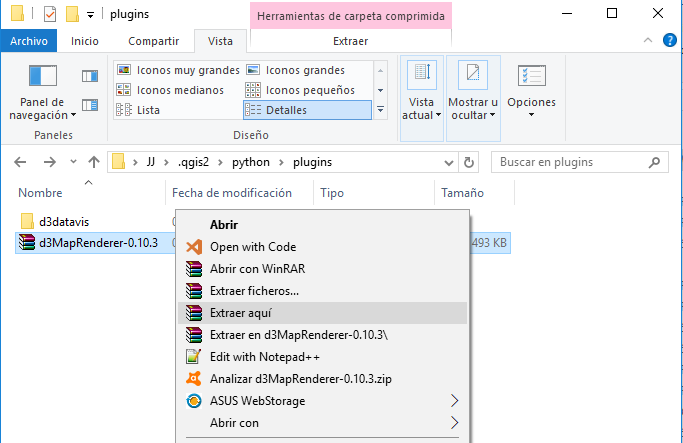 plugins
Herramientas de carpeta comprimida
Archivo Inicio Compartir Vista Extraer
Iconos muy grandes Iconos grandes
Iconos medianos Iconos pequeños
Lista Detalles
Panel de navegación
Vista actual
Mostrar u ocultar
Opciones
Paneles Diseño
JJ .qgis2 python plugins Buscar en plugins
Nombre Fecha de modificación Tipo Tamaño
d3datavis
d3MapRenderer-0.10.3 493 KB
Abrir
Open with Code
Abrir con WinRAR
Extraer ficheros...
Extraer aquí
Extraer en d3MapRenderer-0.10.3\
Edit with Notepad++
Analizar d3MapRenderer-0.10.3.zip
ASUS WebStorage
Abrir con